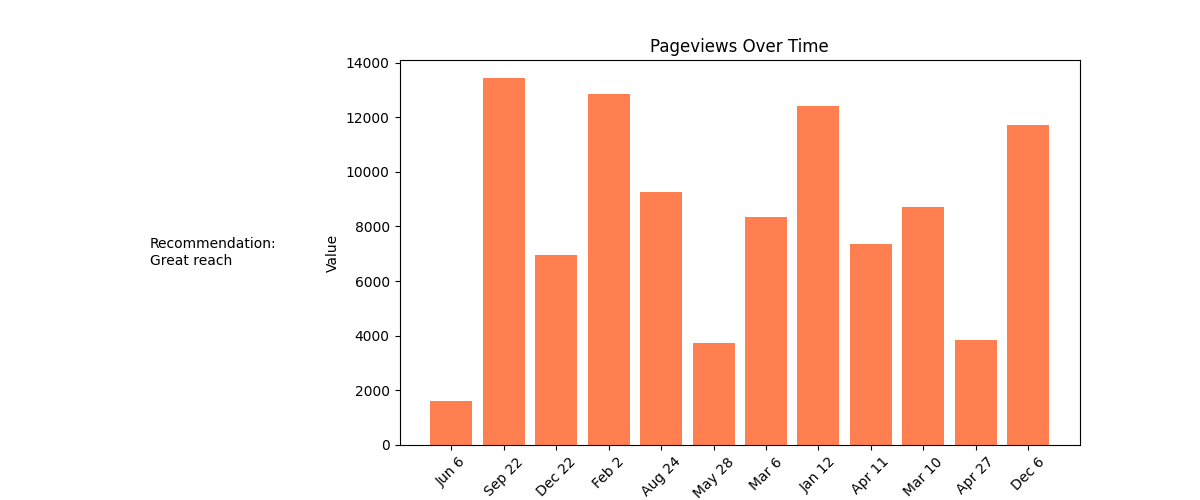 Pageviews Over Time
Recommendation:
Great reach
Value
14000
12000
10000
8000
6000
4000
2000
0
Jun 6
Sep 22
Dec 22
Feb 2
Aug 24
May 28
Mar 6
Jan 12
Apr 11
Mar 10
Apr 27
Dec 6